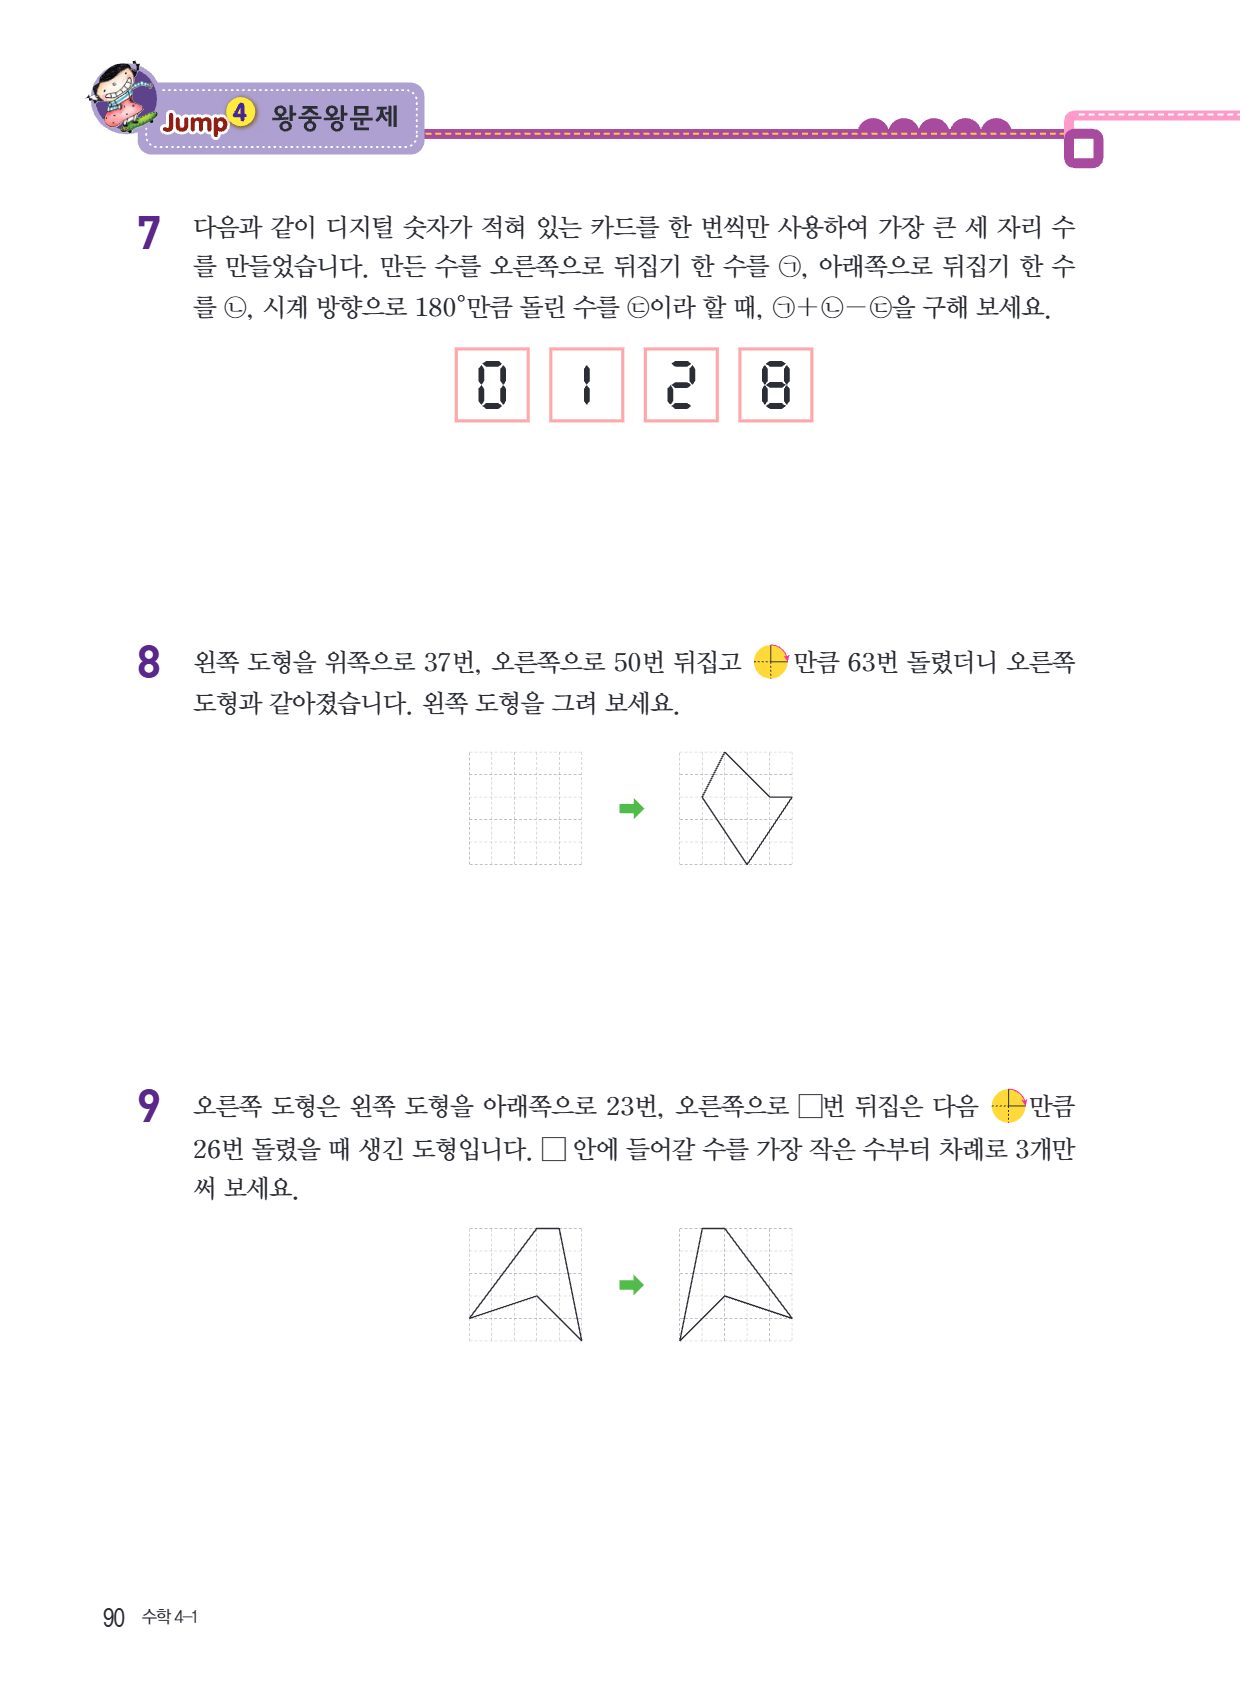 Jump 4 왕중왕문제
7 다음과 같이 디지털 숫자가 적혀 있는 카드를 한 번씩만 사용하여 가장 큰 세 자리 수
를 만들었습니다. 만든 수를 오른쪽으로 뒤집기 한 수를 ㉠, 아래쪽으로 뒤집기 한 수
를 ㉡, 시계 방향으로 180°만큼 돌린 수를 ㉢이라 할 때, ㉠+㉡-㉢을 구해 보세요.
0 1 2 8
8 왼쪽 도형을 위쪽으로 37번, 오른쪽으로 50번 뒤집고 만큼 63번 돌렸더니 오른쪽
도형과 같아졌습니다. 왼쪽 도형을 그려 보세요.
9 오른쪽 도형은 왼쪽 도형을 아래쪽으로 23번, 오른쪽으로 □번 뒤집은 다음 만큼
26번 돌렸을 때 생긴 도형입니다. □ 안에 들어갈 수를 가장 작은 수부터 차례로 3개만
써 보세요.
90 수학 4-1